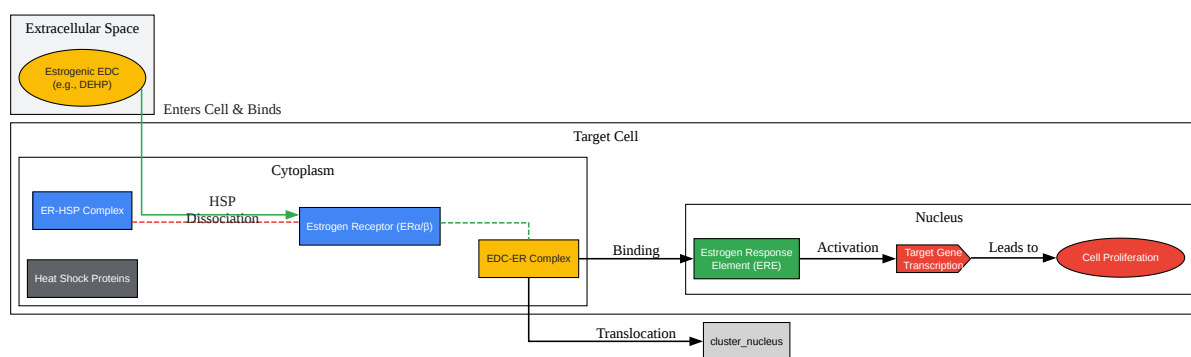 Extracellular Space
Estrogenic EDC
(e.g., DEHP)
Enters Cell & Binds
Target Cell
Cytoplasm
ER-HSP Complex
HSP
Dissociation
Estrogen Receptor (ERα/β)
Heat Shock Proteins
EDC-ER Complex
Binding
Nucleus
Estrogen Response
Element (ERE)
Activation
Target Gene
Transcription
Leads to
Cell Proliferation
Translocation
cluster_nucleus